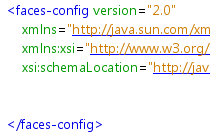 <faces-config version="2.0"
xmlns="http://java.sun.com/xm
xmlns:xsi="http://www.w3.org/
xsi:schemaLocation="http://jav
</faces-config>